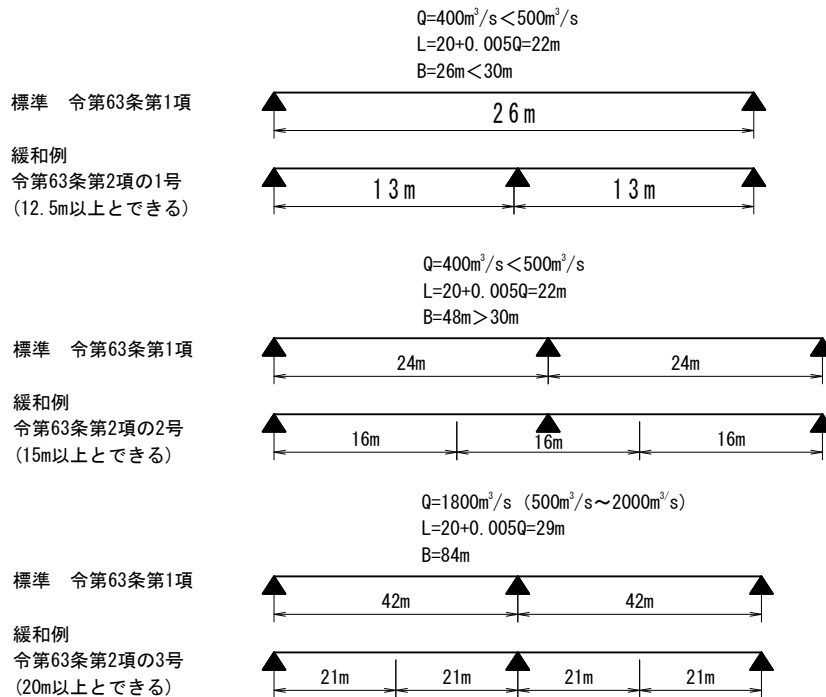 Q=400m³/s＜500m³/s
L=20+0.005Q=22m
B=26m＜30m
標準　令第63条第1項
26m
緩和例
令第63条第2項の1号
(12.5m以上とできる)
13m 13m
Q=400m³/s＜500m³/s
L=20+0.005Q=22m
B=48m＞30m
標準　令第63条第1項
24m 24m
緩和例
令第63条第2項の2号
(15m以上とできる)
16m 16m 16m
Q=1800m³/s (500m³/s～2000m³/s)
L=20+0.005Q=29m
B=84m
標準　令第63条第1項
42m 42m
緩和例
令第63条第2項の3号
(20m以上とできる)
21m 21m 21m 21m